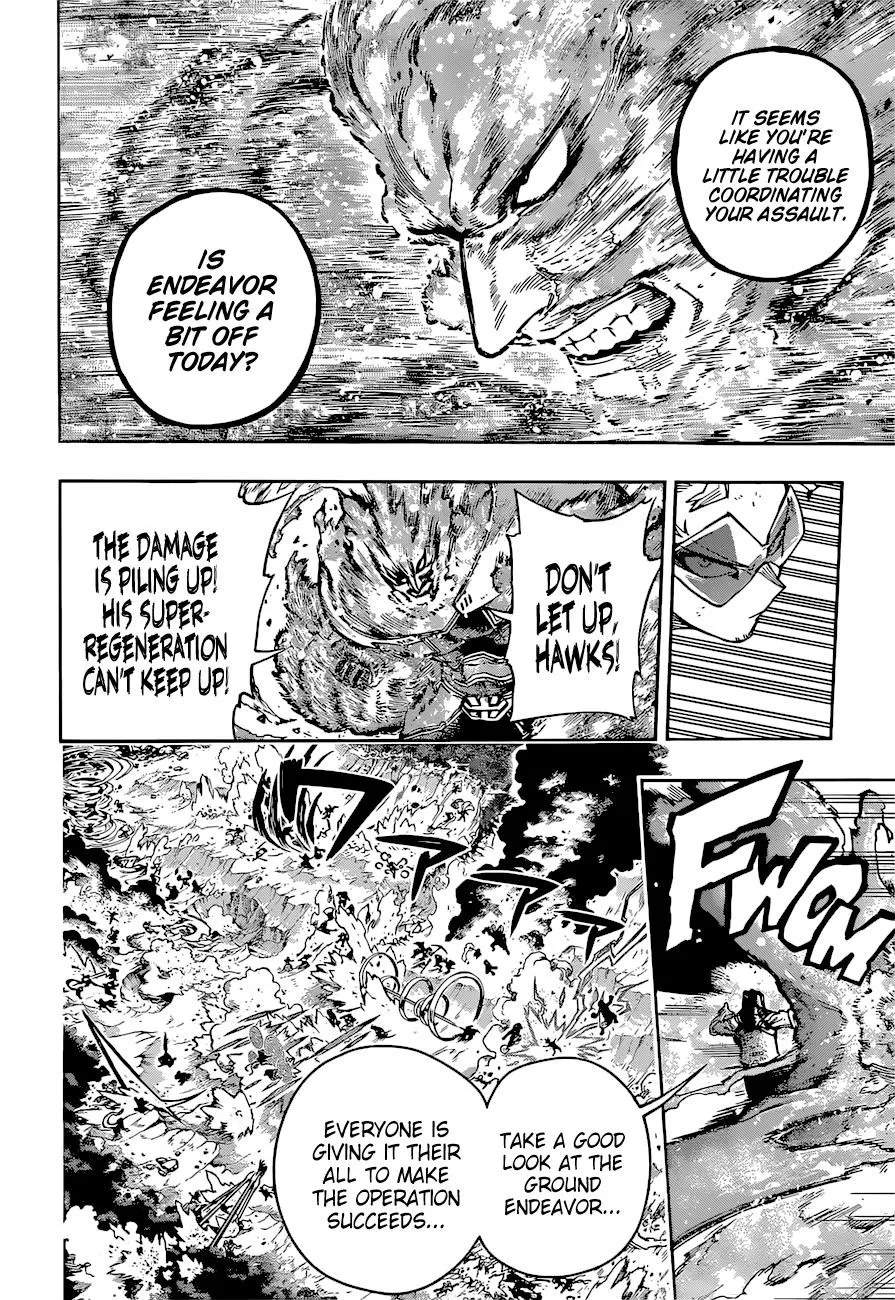 IT SEEMS
LIKE YOU'RE
HAVING A
LITTLE TROUBLE
COORDINATING
YOUR ASSAULT.
IS
ENDEAVOR
FEELING A
BIT OFF
TODAY?
DON'T
LET UP,
HAWKS!
THE DAMAGE
IS PILING UP!
HIS SUPER-
REGENERATION
CAN'T KEEP UP!
FWOM
TAKE A GOOD
LOOK AT THE
GROUND
ENDEAVOR...
EVERYONE IS
GIVING IT THEIR
ALL TO MAKE
THE OPERATION
SUCCEEDS...